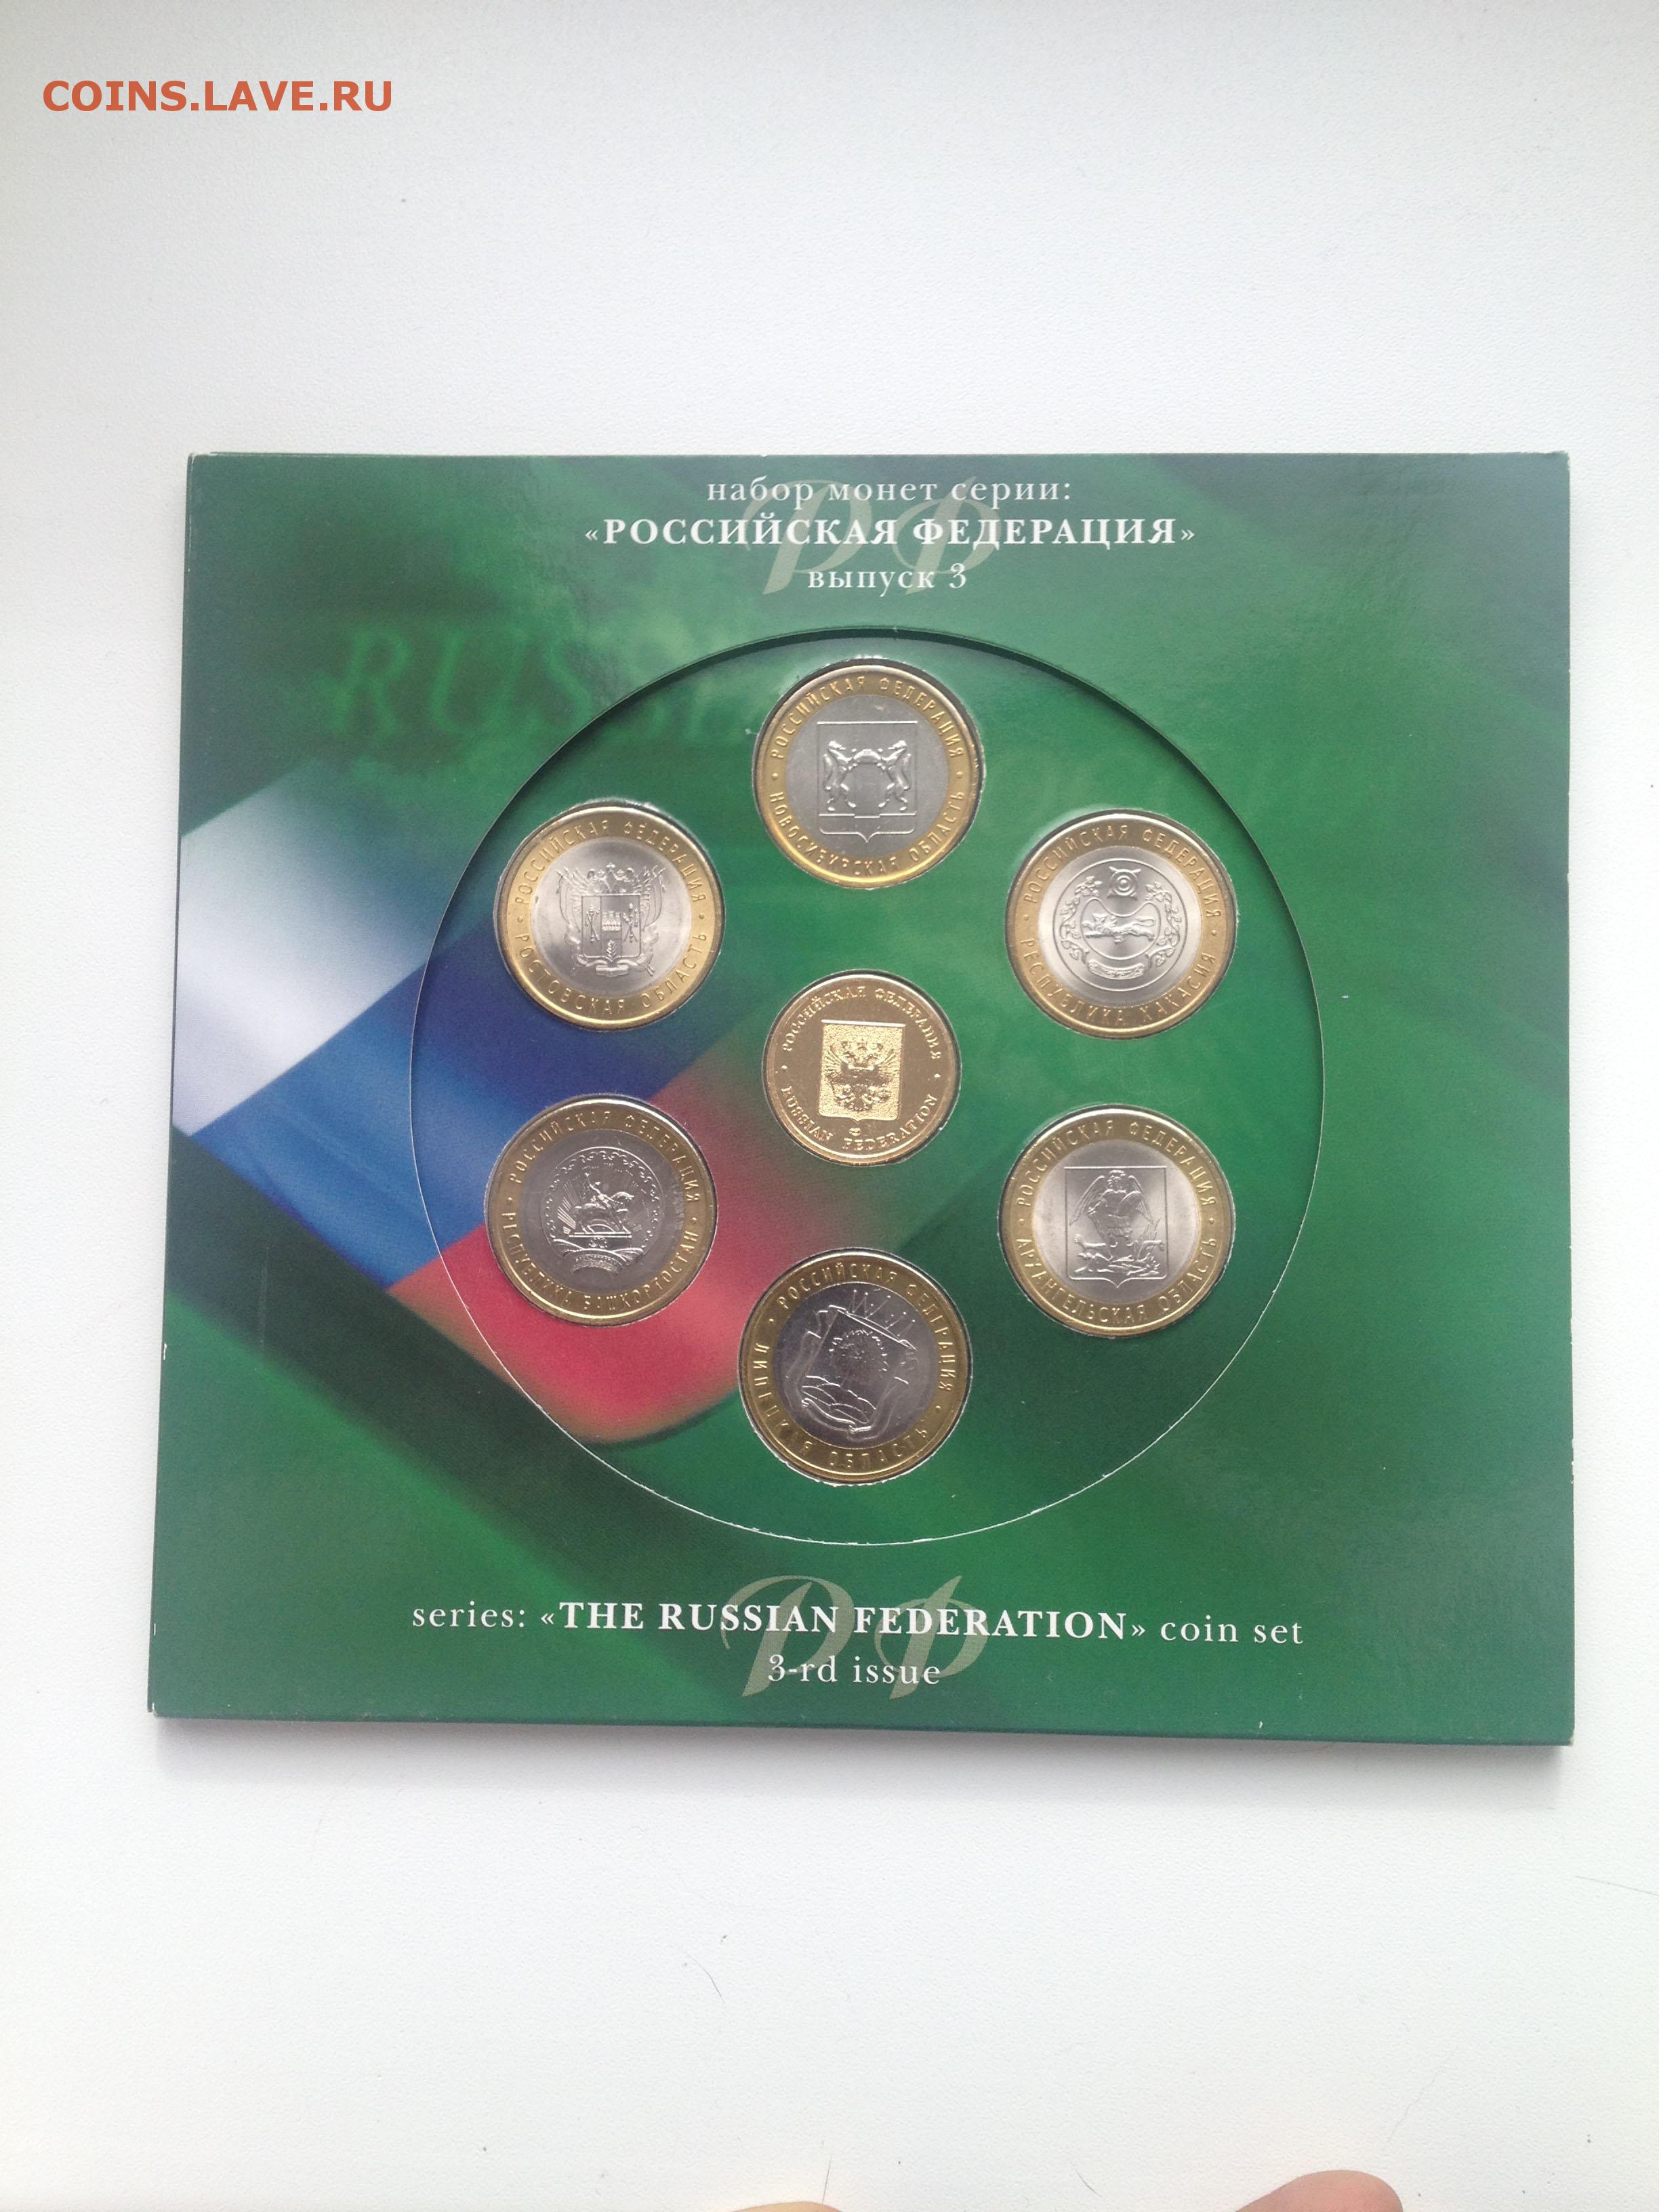 COINS.LAVE.RU
набор монет серии:
«РОССИЙСКАЯ ФЕДЕРАЦИЯ»
выпуск 3
RUSSI
• РОССИЙСКАЯ ФЕДЕРАЦИЯ •
НОВОСИБИРСКАЯ ОБЛАСТЬ
• РОССИЙСКАЯ ФЕДЕРАЦИЯ •
РОСТОВСКАЯ ОБЛАСТЬ
• РОССИЙСКАЯ ФЕДЕРАЦИЯ •
РЕСПУБЛИКА ХАКАСИЯ
• РОССИЙСКАЯ ФЕДЕРАЦИЯ •
RUSSIAN FEDERATION
• РОССИЙСКАЯ ФЕДЕРАЦИЯ •
РЕСПУБЛИКА БАШКОРТОСТАН
• РОССИЙСКАЯ ФЕДЕРАЦИЯ •
АРХАНГЕЛЬСКАЯ ОБЛАСТЬ
• РОССИЙСКАЯ ФЕДЕРАЦИЯ •
ЛИПЕЦКАЯ ОБЛАСТЬ
series: «THE RUSSIAN FEDERATION» coin set
3-rd issue